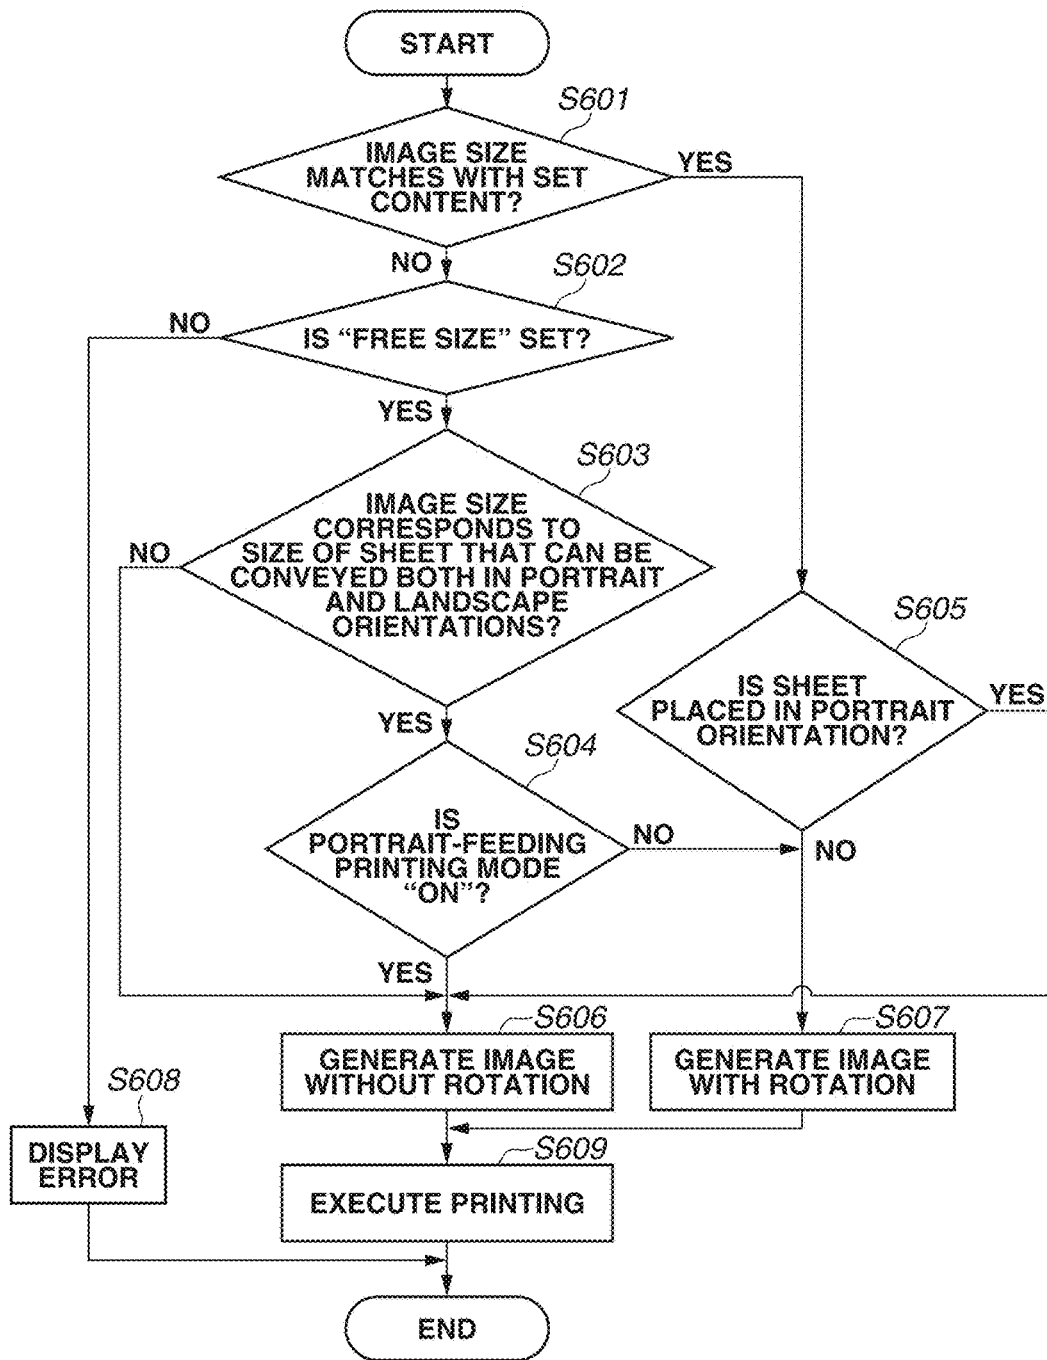 START
S601
IMAGE SIZE
MATCHES WITH SET
CONTENT?
YES
NO
S602
NO
IS “FREE SIZE” SET?
YES
S603
IMAGE SIZE
CORRESPONDS TO
SIZE OF SHEET THAT CAN BE
CONVEYED BOTH IN PORTRAIT
AND LANDSCAPE
ORIENTATIONS?
NO
S605
IS SHEET
PLACED IN PORTRAIT
ORIENTATION?
YES
YES
S604
IS
PORTRAIT-FEEDING
PRINTING MODE
“ON”?
NO
NO
YES
S606
GENERATE IMAGE
WITHOUT ROTATION
S607
GENERATE IMAGE
WITH ROTATION
S608
DISPLAY
ERROR
S609
EXECUTE PRINTING
END